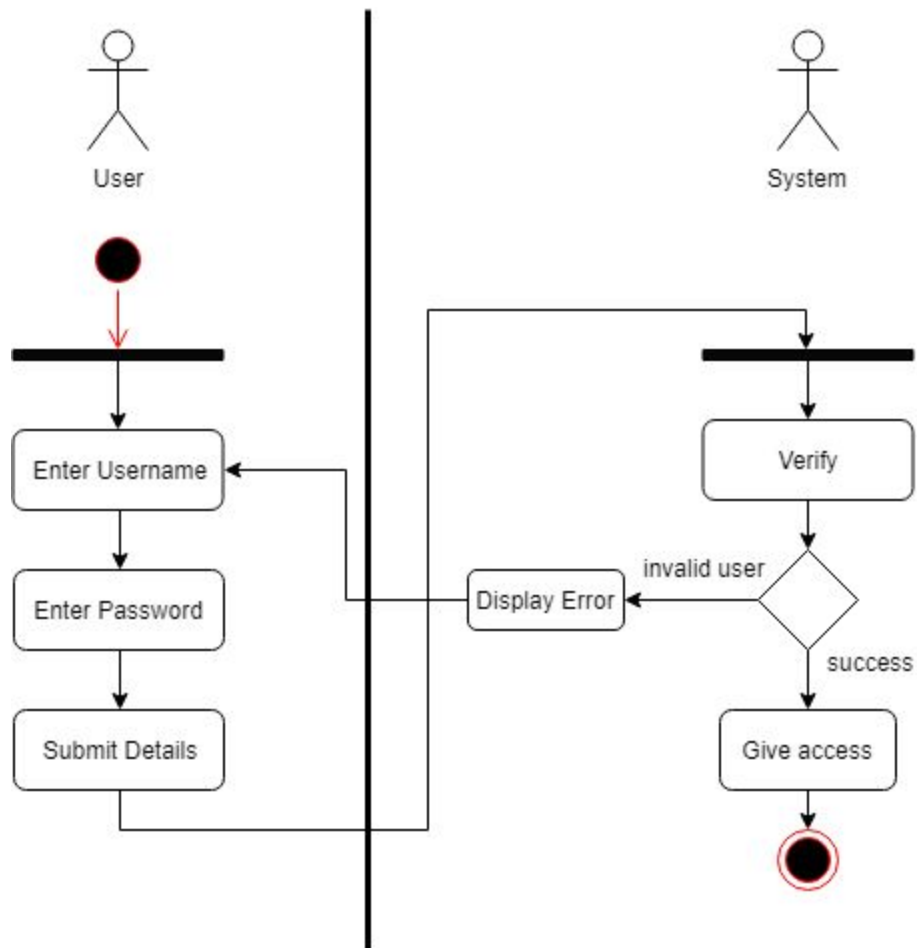 User
System
Enter Username
Verify
invalid user
Display Error
Enter Password
success
Submit Details
Give access